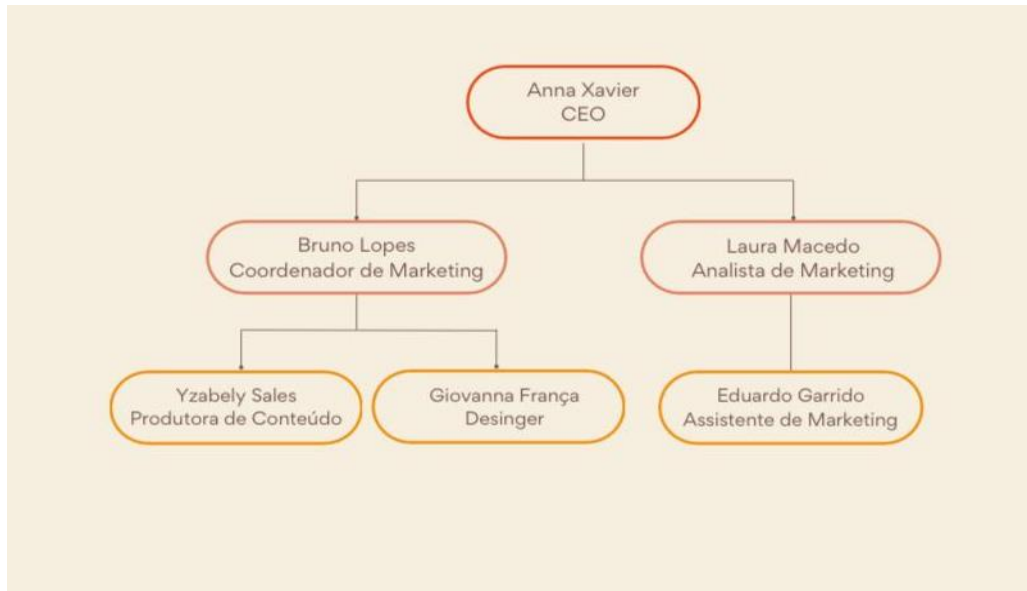 Anna Xavier
CEO
Bruno Lopes
Coordenador de Marketing
Laura Macedo
Analista de Marketing
Yzabely Sales
Produtora de Conteúdo
Giovanna França
Desinger
Eduardo Garrido
Assistente de Marketing